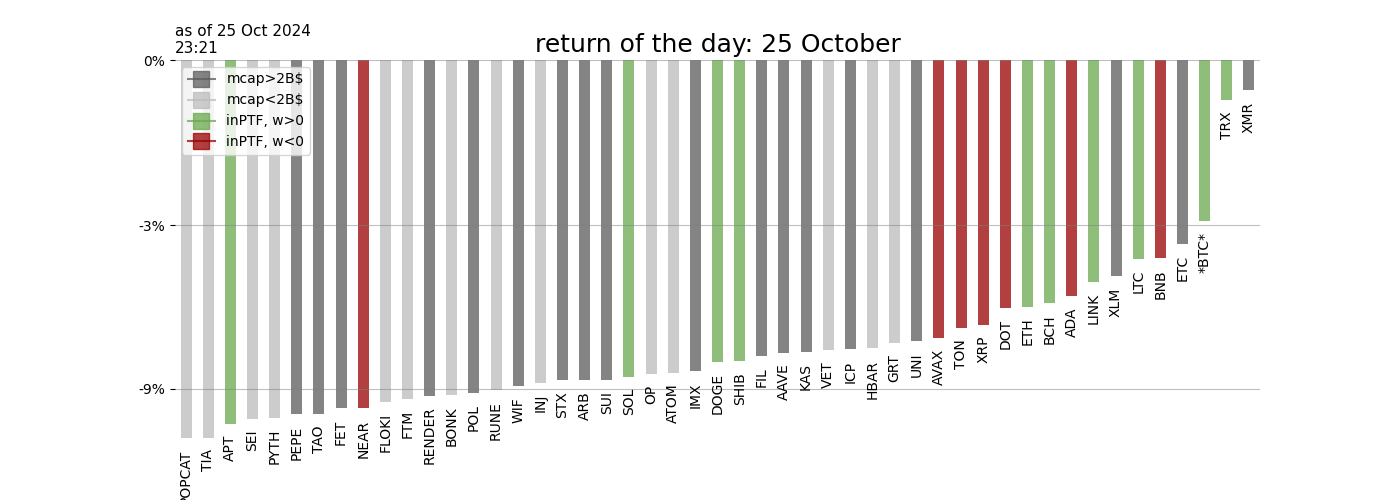 as of 25 Oct 2024
23:21
return of the day: 25 October
0%
-3%
-9%
mcap>2B$
mcap<2B$
inPTF, w>0
inPTF, w<0
OPCAT
TIA
APT
SEI
PYTH
PEPE
TAO
FET
NEAR
FLOKI
FTM
RENDER
BONK
POL
RUNE
WIF
INJ
STX
ARB
SUI
SOL
OP
ATOM
IMX
DOGE
SHIB
FIL
AAVE
KAS
VET
ICP
HBAR
GRT
UNI
AVAX
TON
XRP
DOT
ETH
BCH
ADA
LINK
XLM
LTC
BNB
ETC
*BTC*
TRX
XMR